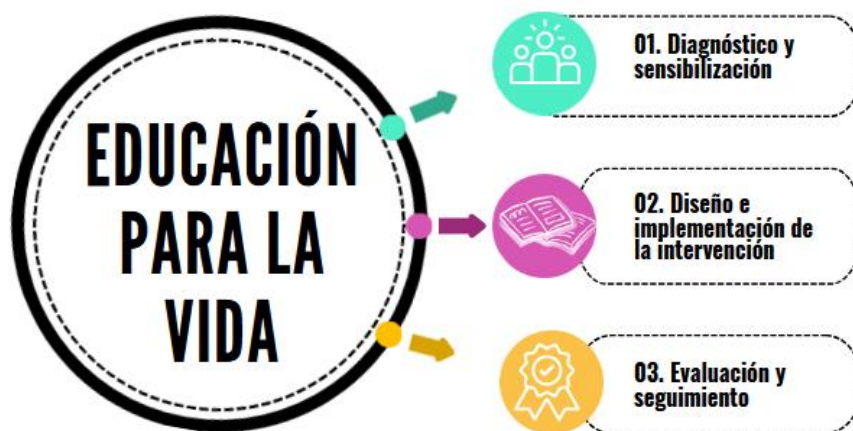 EDUCACIÓN
PARA LA
VIDA
01. Diagnóstico y
sensibilización
02. Diseño e
implementación de
la intervención
03. Evaluación y
seguimiento